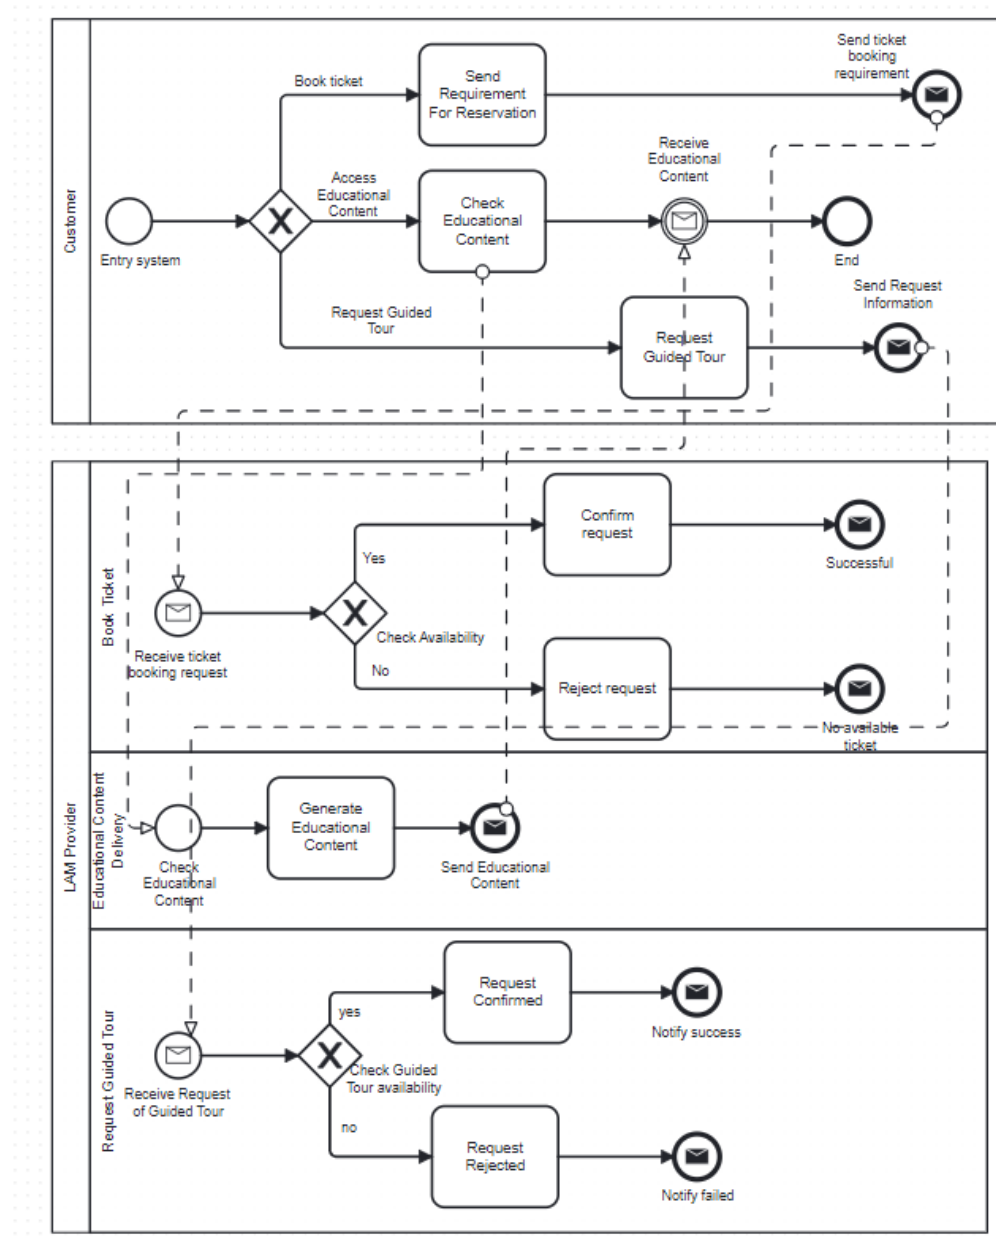 Customer
Entry system
Book ticket
Send
Requirement
For Reservation
Send ticket
booking
requirement
Access
Educational
Content
Check
Educational
Content
Receive
Educational
Content
End
Request Guided
Tour
Request
Guided Tour
Send Request
Information
LAM Provider
Book Ticket
Receive ticket
booking request
Check Availability
Yes
Confirm
request
Successful
No
Reject request
No available
ticket
Educational Content
Delivery
Check
Educational
Content
Generate
Educational
Content
Send Educational
Content
Request Guided Tour
Receive Request
of Guided Tour
Check Guided
Tour availability
yes
Request
Confirmed
Notify success
no
Request
Rejected
Notify failed